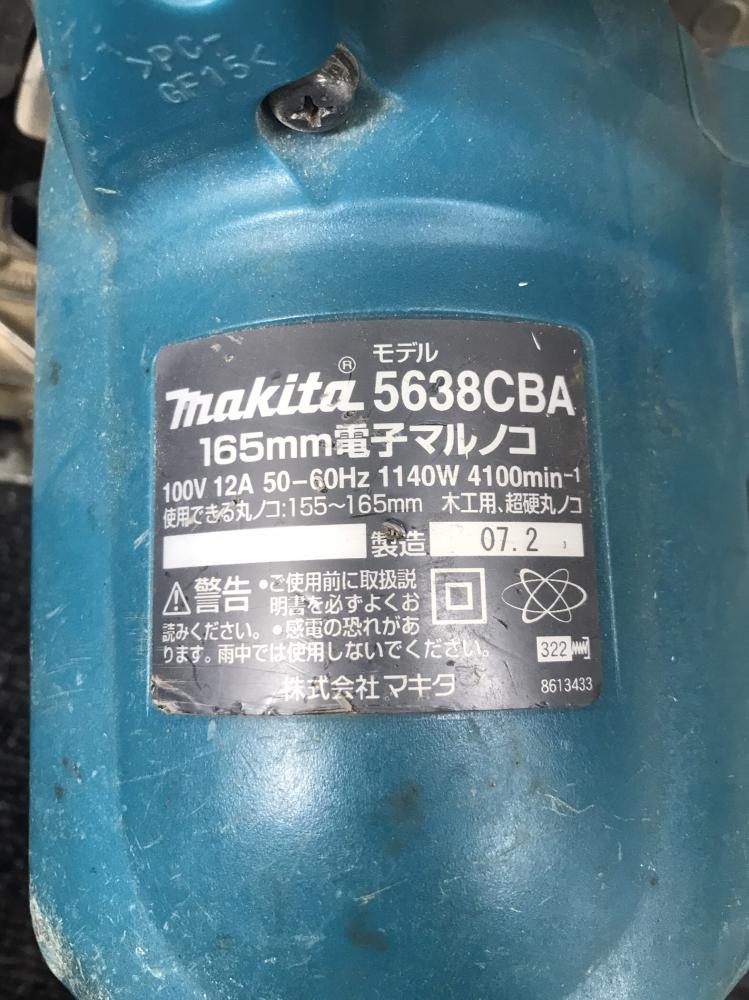 >PC-
GF15<
モデル
makita® 5638CBA
165mm電子マルノコ
100V 12A 50-60Hz 1140W 4100min-1
使用できる丸ノコ:155～165mm 木工用、超硬丸ノコ
製造 07.2
警告 •ご使用前に取扱説
明書を必ずよくお
読みください。•感電の恐れがあ
ります。雨中では使用しないでください。
322
株式会社マキタ 8613433